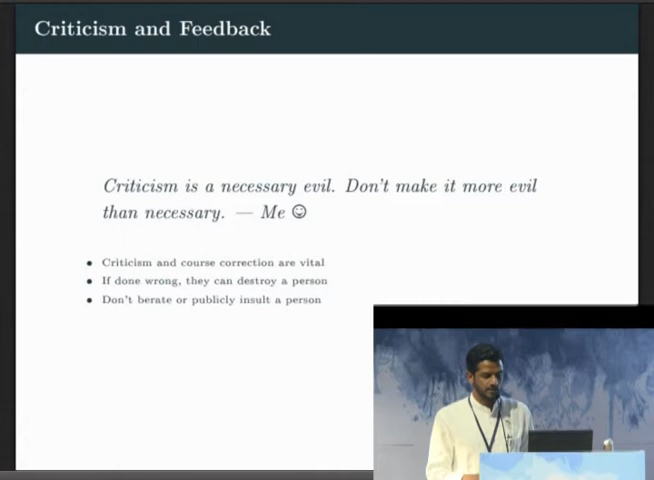 Criticism and Feedback
Criticism is a necessary evil. Don't make it more evil
than necessary. — Me ☺
• Criticism and course correction are vital
• If done wrong, they can destroy a person
• Don't berate or publicly insult a person